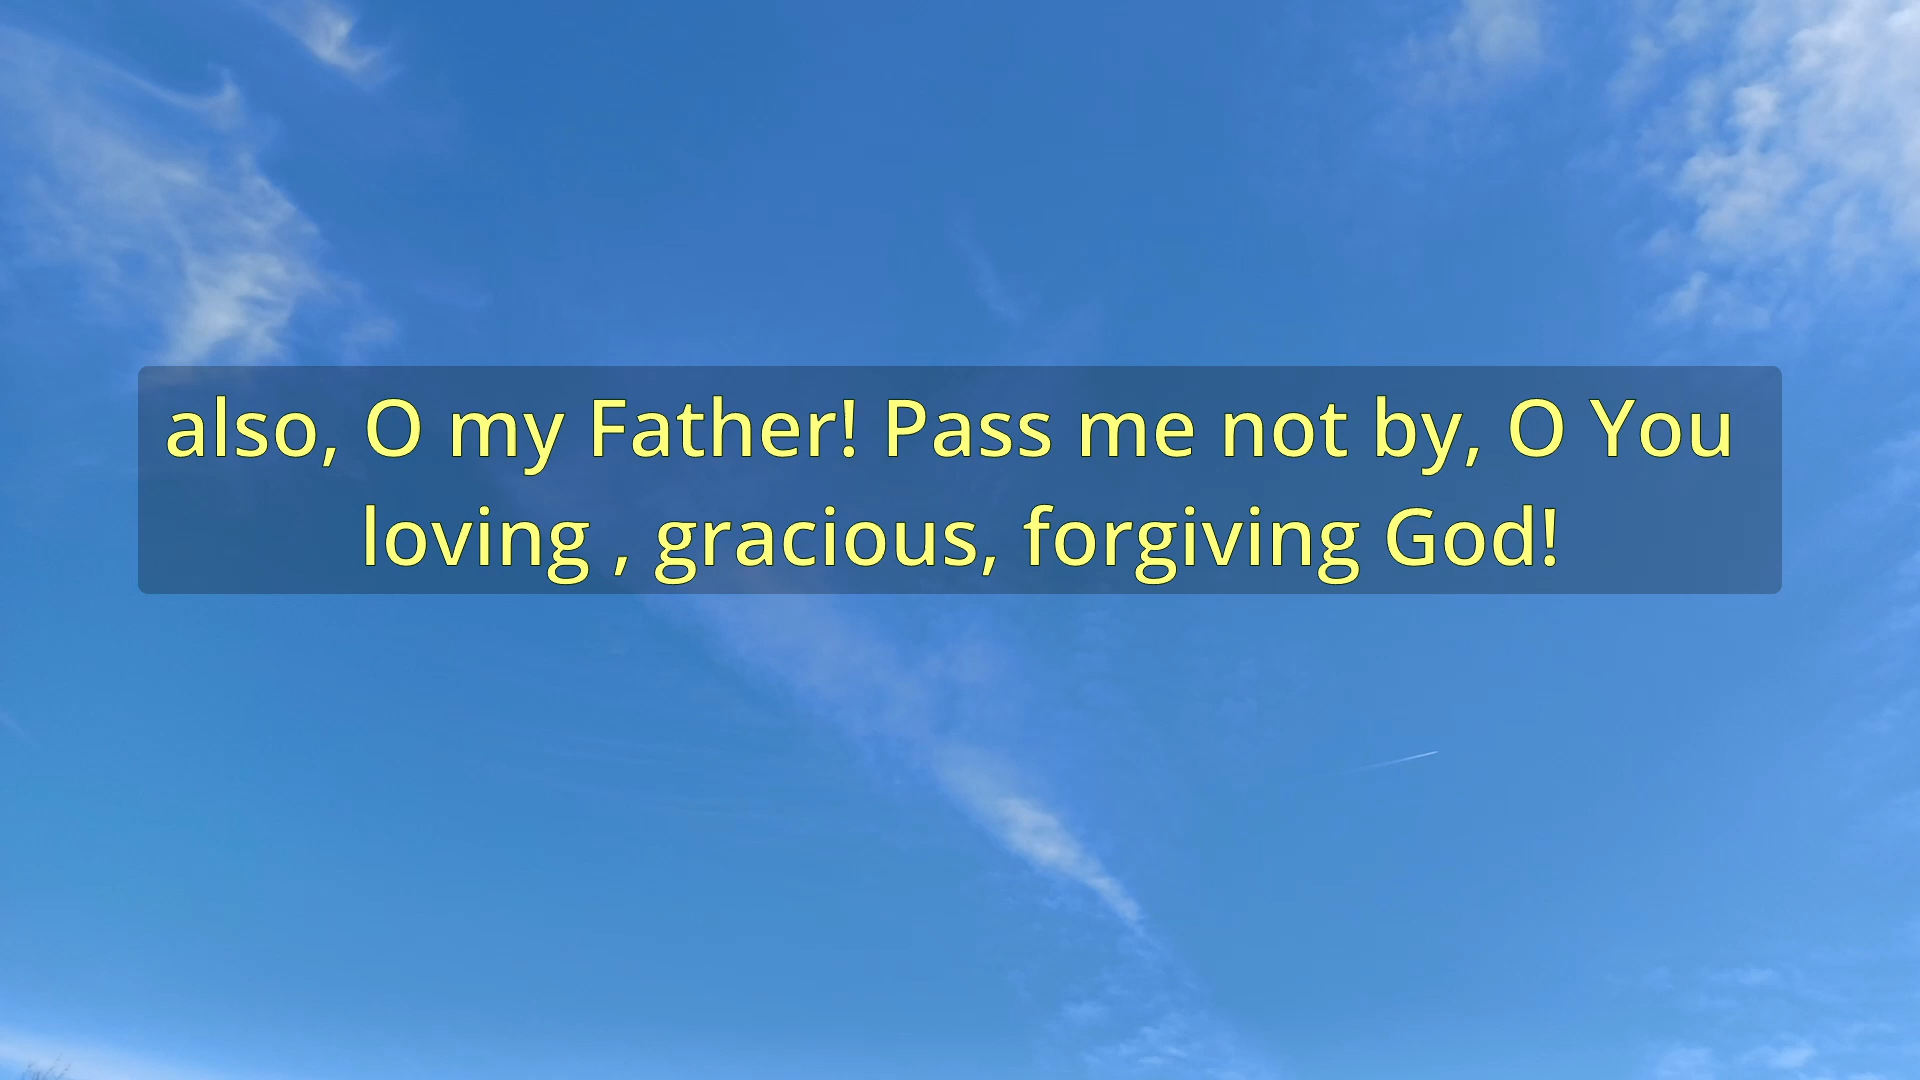 also, O my Father! Pass me not by, O You
loving , gracious, forgiving God!